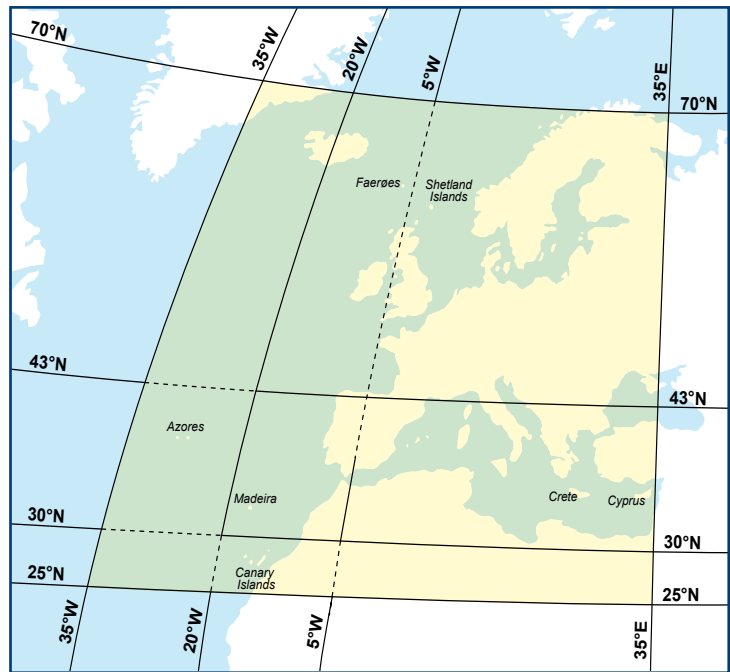 70°N
35°W
20°W
5°W
35°E
70°N
Faerøes
Shetland
Islands
43°N
43°N
Azores
Madeira
Crete
Cyprus
30°N
30°N
25°N
Canary
Islands
25°N
35°W
20°W
5°W
35°E